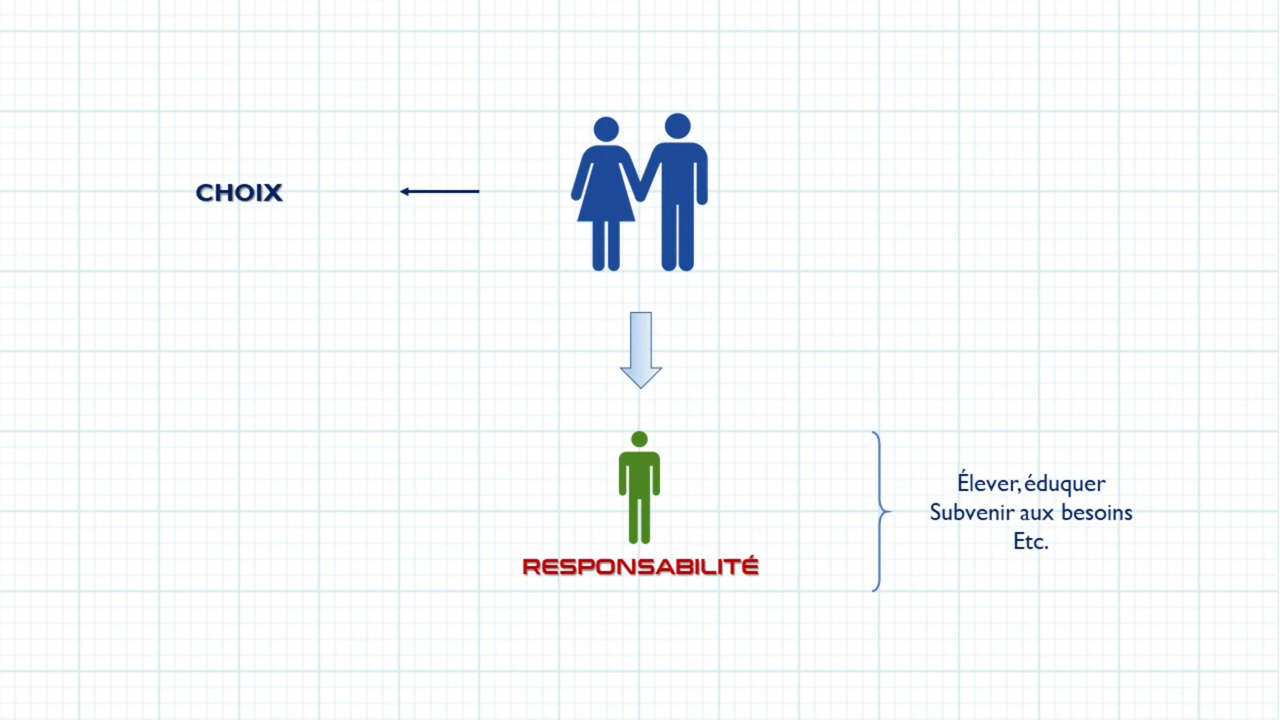 CHOIX
RESPONSABILITÉ
Élever, éduquer
Subvenir aux besoins
Etc.